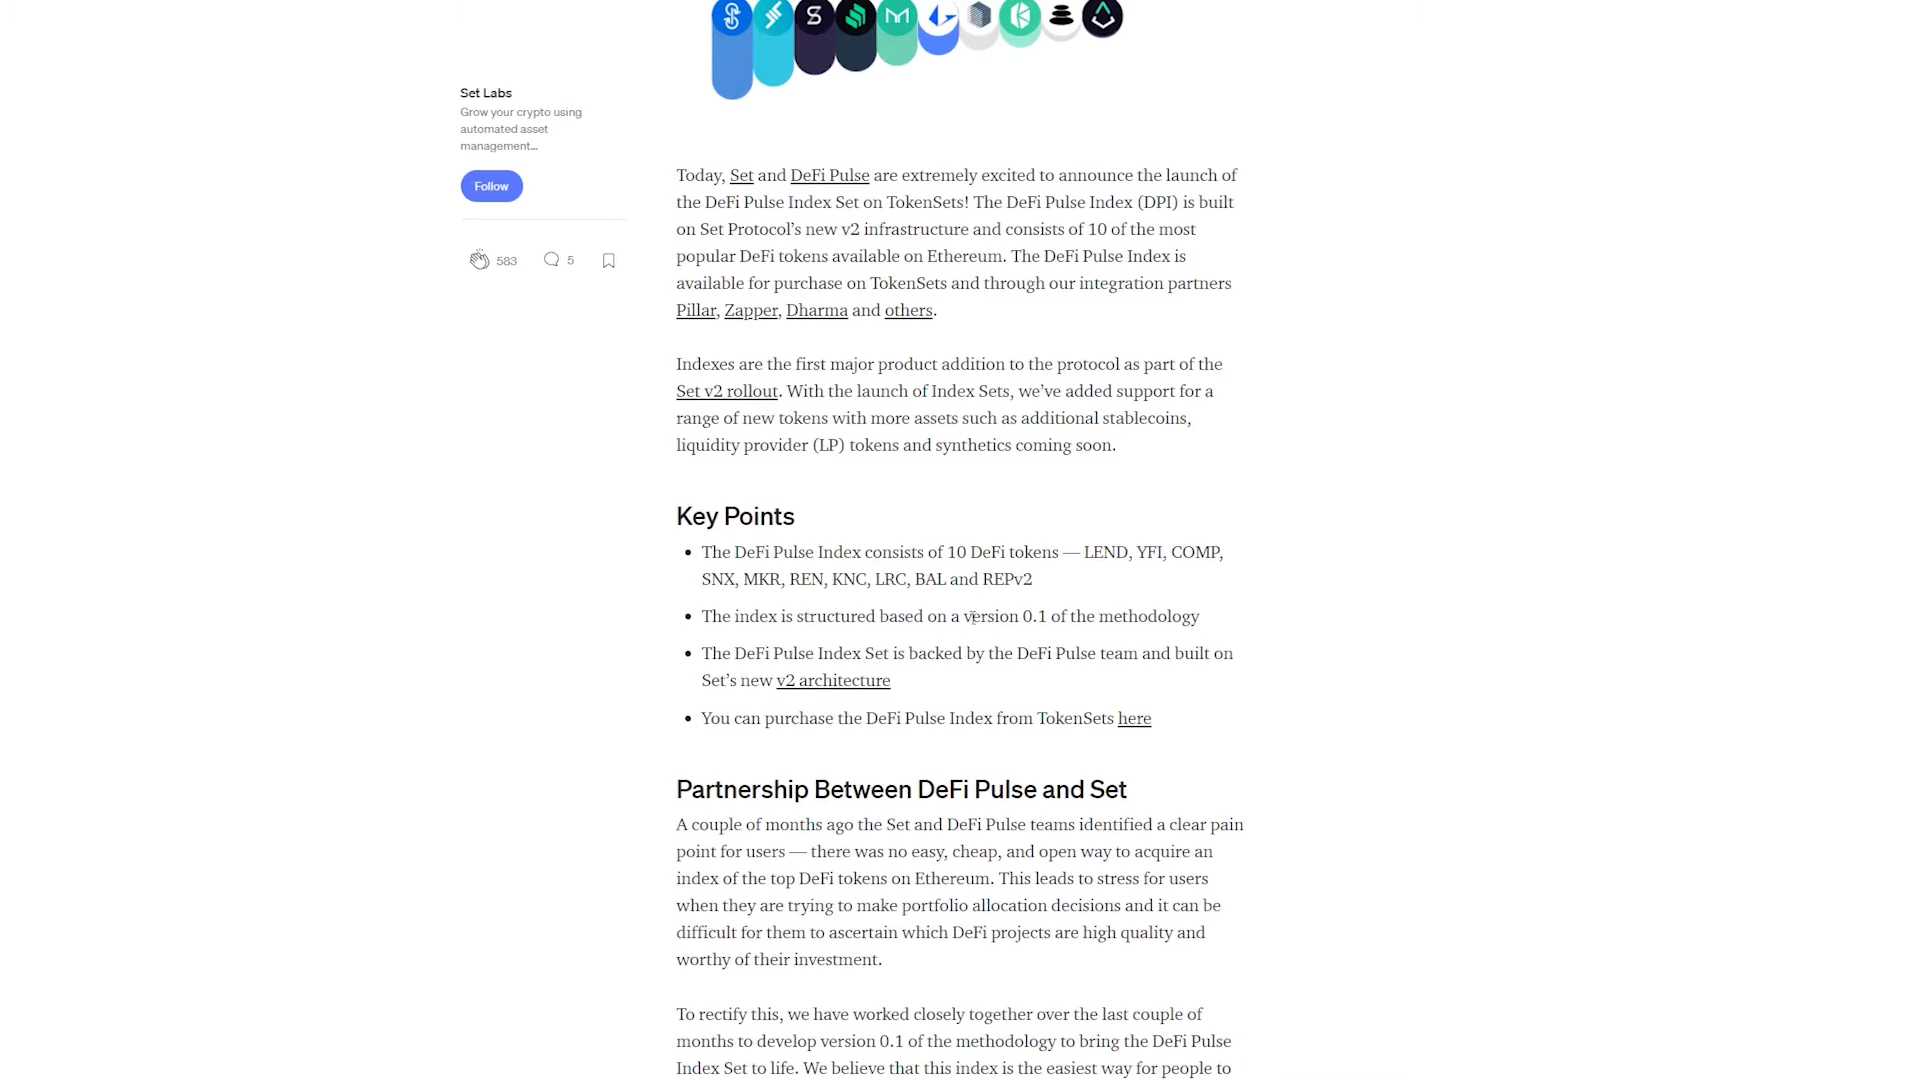 Set Labs
Grow your crypto using
automated asset
management...
Follow
583
5
Today, Set and DeFi Pulse are extremely excited to announce the launch of
the DeFi Pulse Index Set on TokenSets! The DeFi Pulse Index (DPI) is built
on Set Protocol’s new v2 infrastructure and consists of 10 of the most
popular DeFi tokens available on Ethereum. The DeFi Pulse Index is
available for purchase on TokenSets and through our integration partners
Pillar, Zapper, Dharma and others.
Indexes are the first major product addition to the protocol as part of the
Set v2 rollout. With the launch of Index Sets, we’ve added support for a
range of new tokens with more assets such as additional stablecoins,
liquidity provider (LP) tokens and synthetics coming soon.
Key Points
• The DeFi Pulse Index consists of 10 DeFi tokens — LEND, YFI, COMP,
SNX, MKR, REN, KNC, LRC, BAL and REPv2
• The index is structured based on a version 0.1 of the methodology
• The DeFi Pulse Index Set is backed by the DeFi Pulse team and built on
Set’s new v2 architecture
• You can purchase the DeFi Pulse Index from TokenSets here
Partnership Between DeFi Pulse and Set
A couple of months ago the Set and DeFi Pulse teams identified a clear pain
point for users — there was no easy, cheap, and open way to acquire an
index of the top DeFi tokens on Ethereum. This leads to stress for users
when they are trying to make portfolio allocation decisions and it can be
difficult for them to ascertain which DeFi projects are high quality and
worthy of their investment.
To rectify this, we have worked closely together over the last couple of
months to develop version 0.1 of the methodology to bring the DeFi Pulse
Index Set to life. We believe that this index is the easiest way for people to